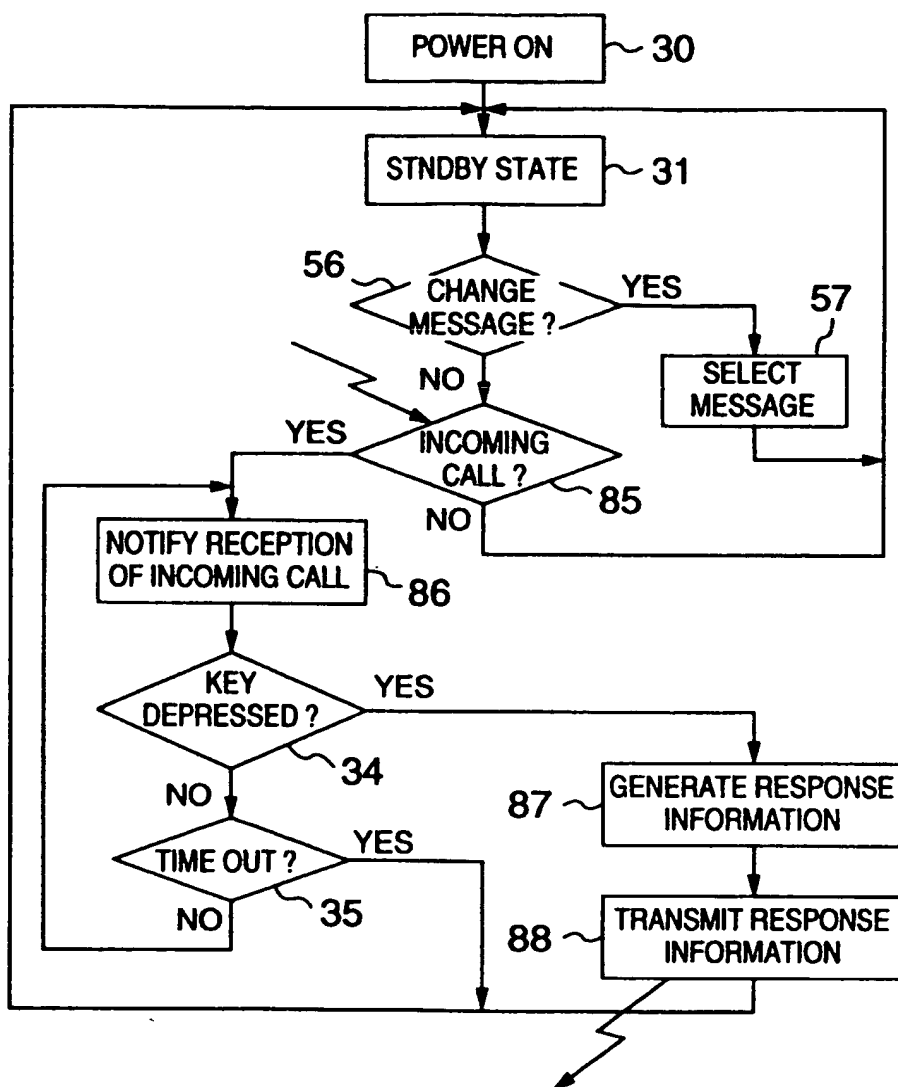 POWER ON
30
STNDBY STATE
31
56
CHANGE
MESSAGE ?
YES
57
NO
SELECT
MESSAGE
YES
INCOMING
CALL ?
85
NO
NOTIFY RECEPTION
OF INCOMING CALL
86
KEY
DEPRESSED ?
YES
34
NO
87
GENERATE RESPONSE
INFORMATION
TIME OUT ?
YES
35
NO
88
TRANSMIT RESPONSE
INFORMATION